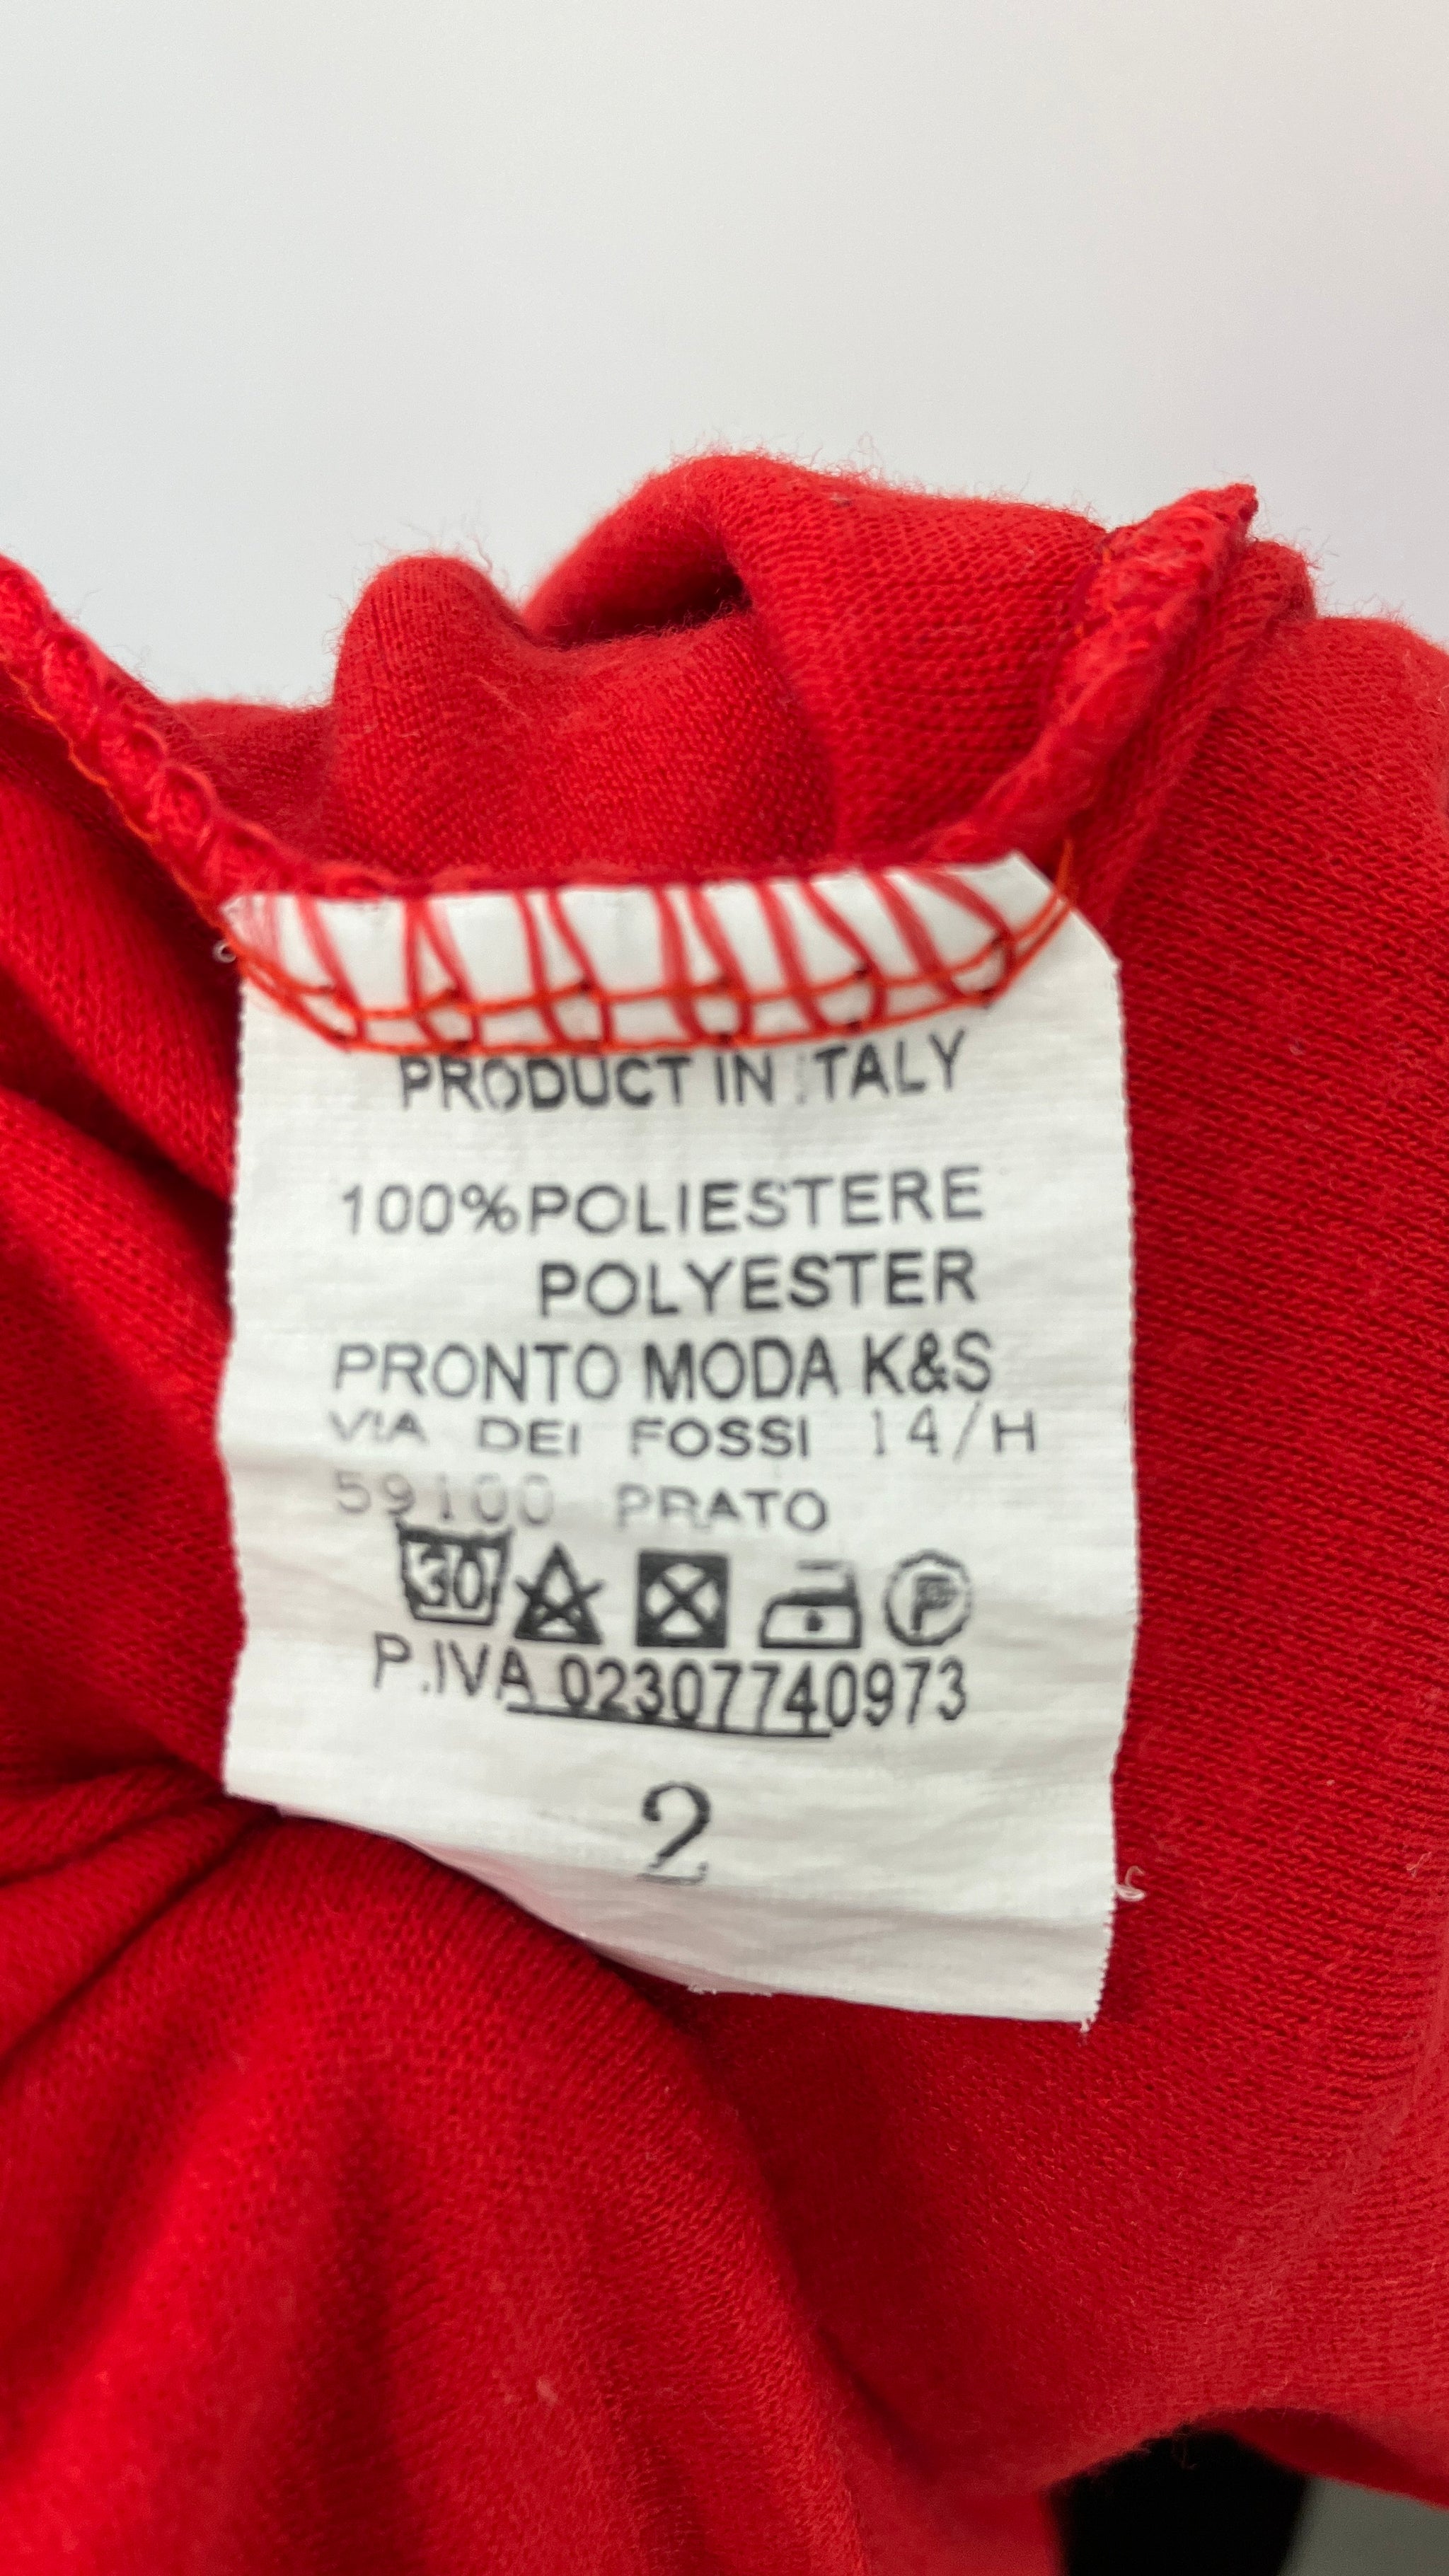 PRODUCT IN ITALY
100%POLIESTERE
POLYESTER
PRONTO MODA K&S
VIA DEI FOSSI 14/H
59100 PRATO
30 P
P.IVA 02307740973
2